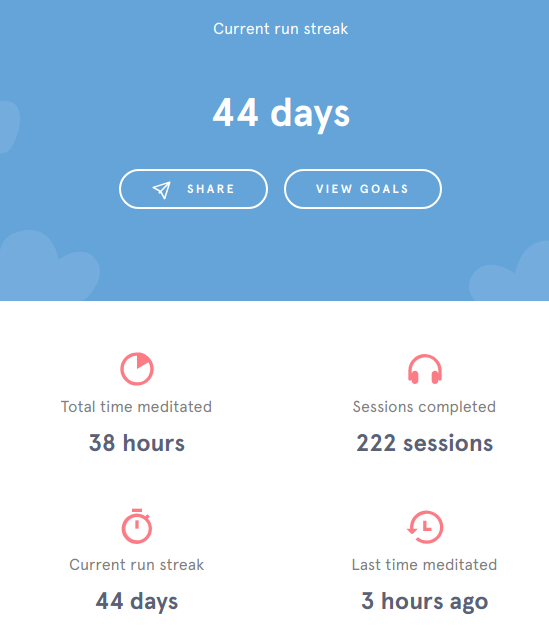 Current run streak
44 days
SHARE VIEW GOALS
Total time meditated Sessions completed
38 hours 222 sessions
Current run streak Last time meditated
44 days 3 hours ago